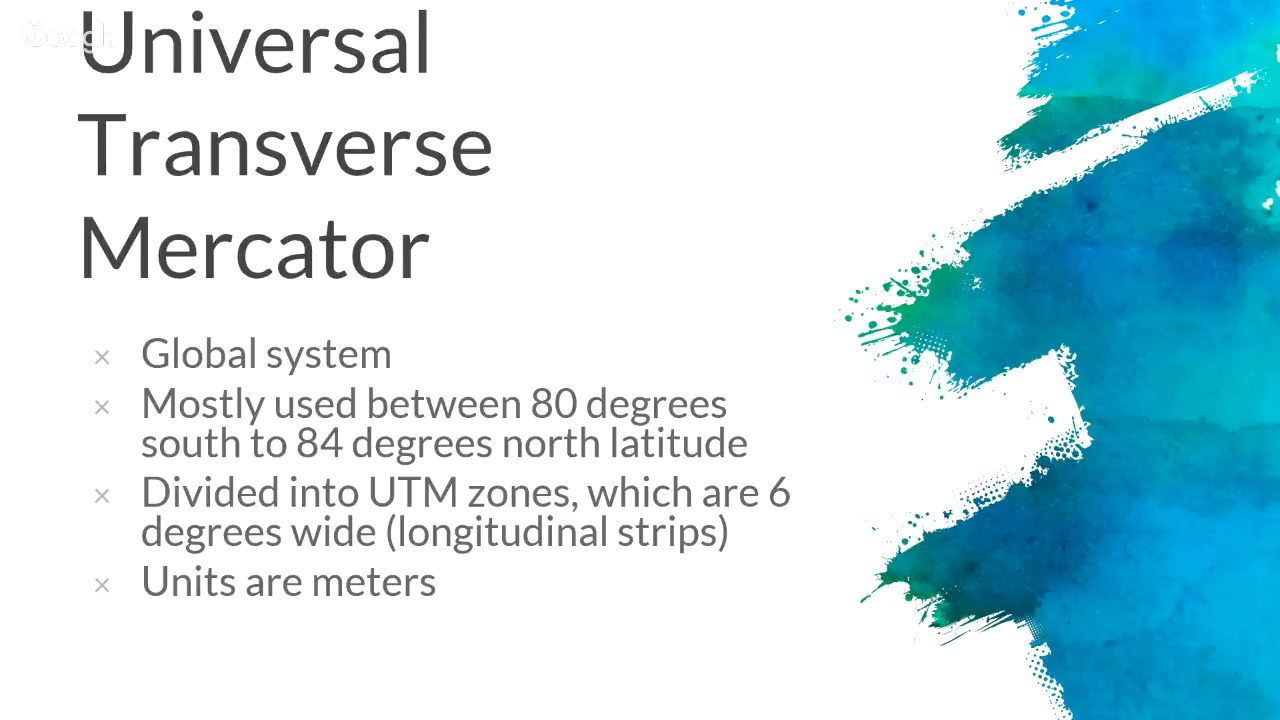 Google
Universal
Transverse
Mercator
× Global system
× Mostly used between 80 degrees
south to 84 degrees north latitude
× Divided into UTM zones, which are 6
degrees wide (longitudinal strips)
× Units are meters